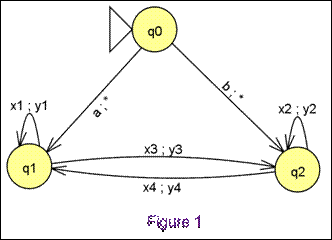 q0
a ; *
b ; *
x1 ; y1
x2 ; y2
x3 ; y3
q1
q2
x4 ; y4
Figure 1